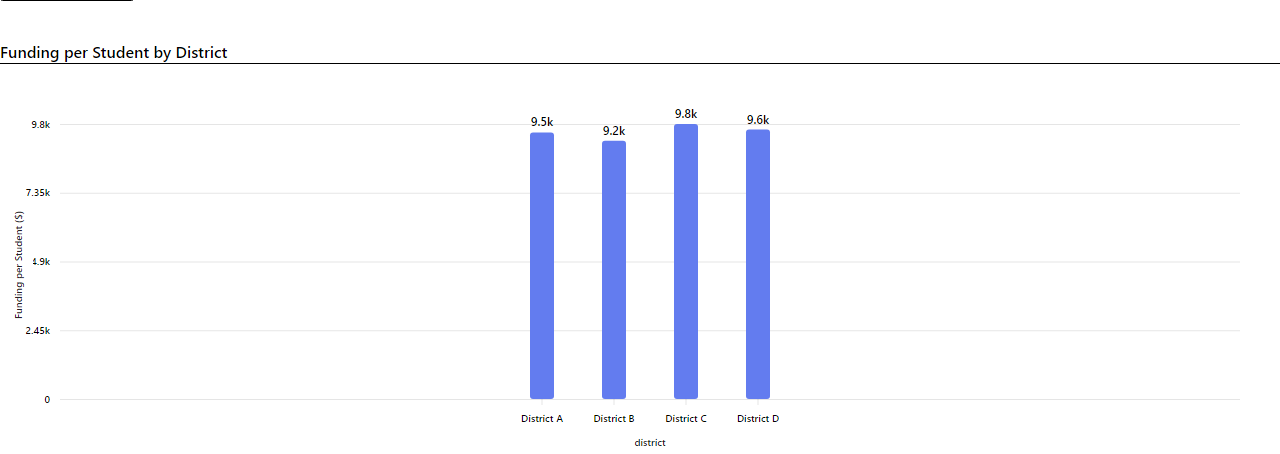 Funding per Student by District
9.8k
7.35k
4.9k
2.45k
0
Funding per Student ($)
9.5k
9.2k
9.8k
9.6k
District A
District B
District C
District D
district